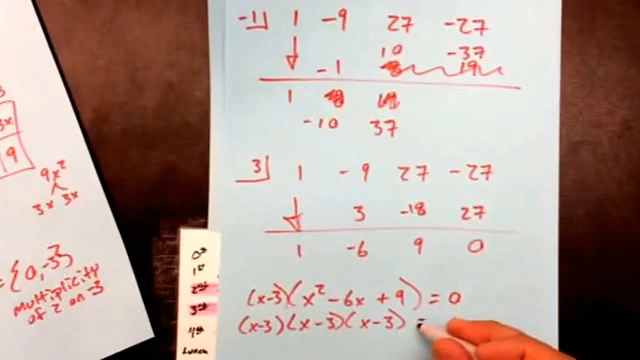 -1 1 -9 27 -27
10 -37
-1
1
-10 37
3 1 -9 27 -27
3 -18 27
1 -6 9 0
(x-3)(x² - 6x + 9) = 0
(x-3)(x-3)(x-3) =
3x
9
9x²
3x 3x
= {0, -3}
multiplicity
of 2 on -3
0th
1st
2nd
3rd
4th
Lunch